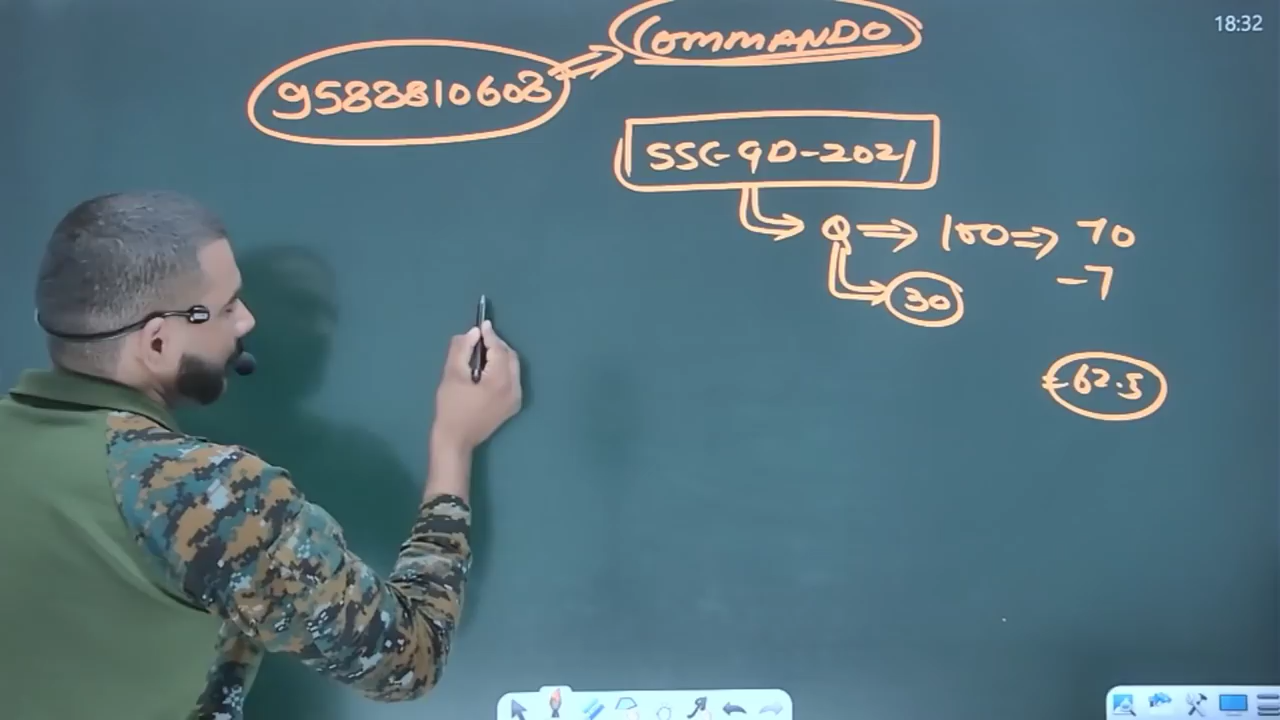 18:32
COMMANDO
9588810608 ⇒
SSC-GD-2021
Q ⇒ 100 ⇒ 70
30
-7
=62.5